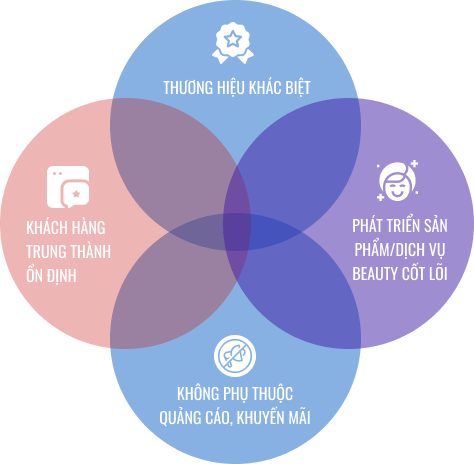 THƯƠNG HIỆU KHÁC BIỆT
KHÁCH HÀNG
TRUNG THÀNH
ỔN ĐỊNH
PHÁT TRIỂN SẢN
PHẨM/DỊCH VỤ
BEAUTY CỐT LÕI
KHÔNG PHỤ THUỘC
QUẢNG CÁO, KHUYẾN MÃI